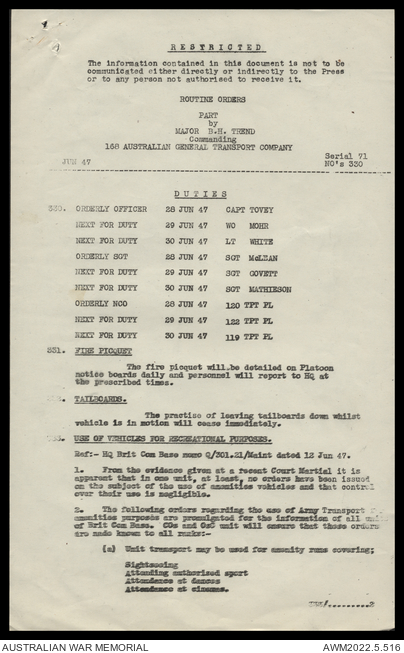 RESTRICTED
The information contained in this document is not to be
communicated either directly or indirectly to the Press
or to any person not authorised to receive it.
ROUTINE ORDERS
PART
by
MAJOR B.H. TREND
Commanding
168 AUSTRALIAN GENERAL TRANSPORT COMPANY
Serial 71
JUN 47 NO's 330
DUTIES
330. ORDERLY OFFICER 28 JUN 47 CAPT TOVEY
NEXT FOR DUTY 29 JUN 47 WO MOHR
NEXT FOR DUTY 30 JUN 47 LT WHITE
ORDERLY SGT 28 JUN 47 SGT McLEAN
NEXT FOR DUTY 29 JUN 47 SGT GOVETT
NEXT FOR DUTY 30 JUN 47 SGT MATHIESON
ORDERLY NCO 28 JUN 47 120 TPT PL
NEXT FOR DUTY 29 JUN 47 122 TPT PL
NEXT FOR DUTY 30 JUN 47 119 TPT PL
331. FIRE PICQUET
The fire picquet will be detailed on Platoon
notice boards daily and personnel will report to HQ at
the prescribed times.
TAILBOARDS.
The practise of leaving tailboards down whilst
vehicle is in motion will cease immediately.
USE OF VEHICLES FOR RECREATIONAL PURPOSES.
Ref:- HQ Brit Com Base memo Q/301.21/Maint dated 12 Jun 47.
1. From the evidence given at a recent Court Martial it is
apparent that in one unit, at least, no orders have been issued
on the subject of the use of amenities vehicles and that control
over their use is negligible.
2. The following orders regarding the use of Army Transport
amenities purposes are promulgated for the information of all
of Brit Com Base. COs and OsC unit will ensure that these orders
are made known to all ranks:-
(a) Unit transport may be used for amenity runs covering;
Sightseeing
Attending authorised sport
Attendance at dances
Attendance at cinemas.
.........2
AUSTRALIAN WAR MEMORIAL AWM2022.5.516